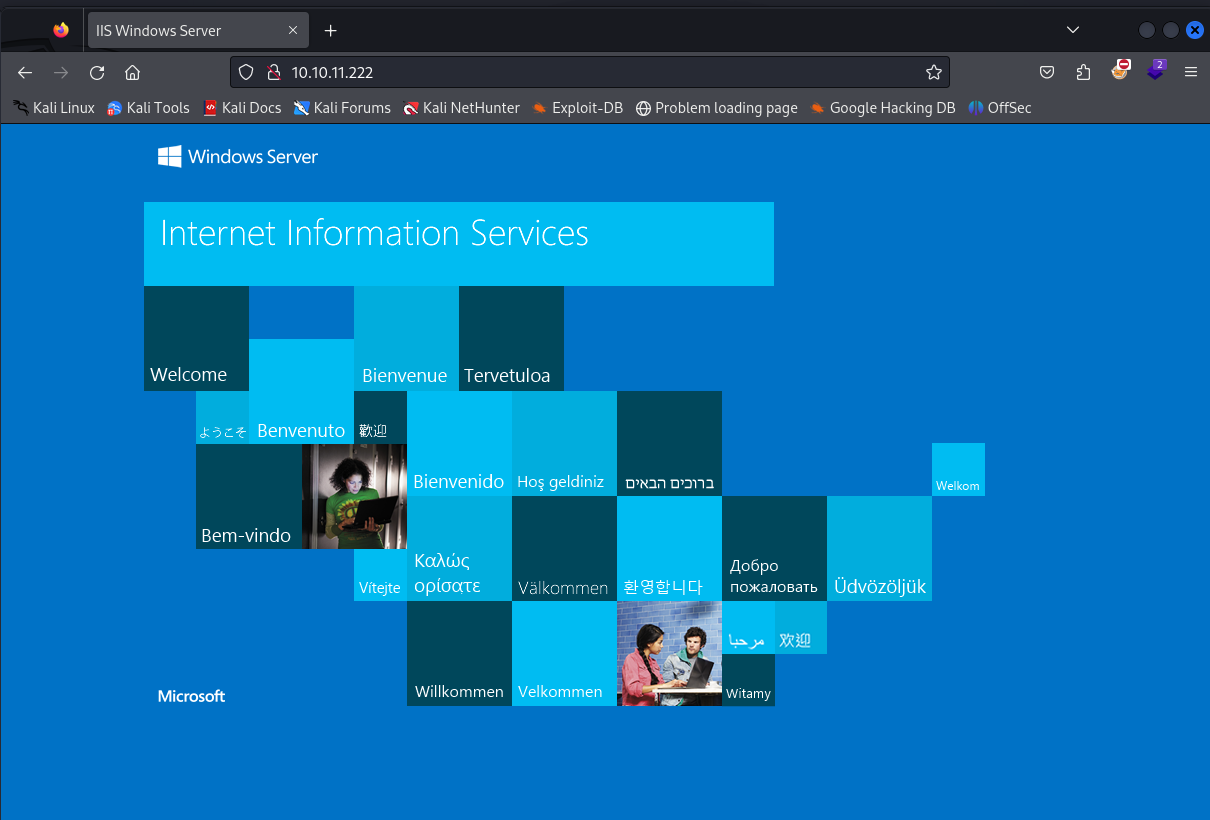 IIS Windows Server
10.10.11.222
Kali Linux
Kali Tools
Kali Docs
Kali Forums
Kali NetHunter
Exploit-DB
Problem loading page
Google Hacking DB
OffSec
2
Windows Server
Internet Information Services
Welcome
Bienvenue
Tervetuloa
ようこそ
Benvenuto
歡迎
Bienvenido
Hoş geldiniz
ברוכים הבאים
Welkom
Bem-vindo
Vítejte
Καλώς
ορίσατε
Välkommen
환영합니다
Добро
пожаловать
Üdvözöljük
مرحبا
欢迎
Willkommen
Velkommen
Witamy
Microsoft